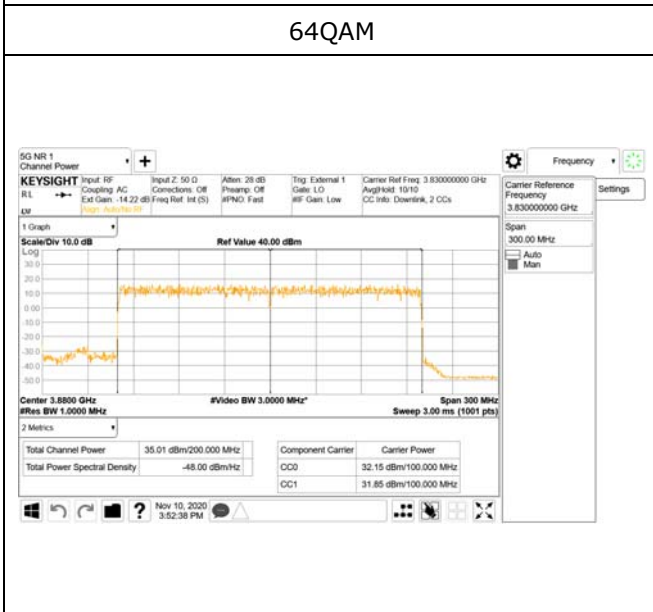 64QAM
5G NR 1
Channel Power
KEYSIGHT
RL
Input: RF
Coupling: AC
Ext Gain: -14.22 dB
Align: Auto/No RF
Input Z: 50 Ω
Corrections: Off
Freq Ref: Int (S)
Atten: 28 dB
Preamp: Off
#PNO: Fast
Trig: External 1
Gate: LO
#IF Gain: Low
Carrier Ref Freq: 3.830000000 GHz
Avg|Hold: 10/10
CC Info: Downlink, 2 CCs
Frequency
Settings
Carrier Reference
Frequency
3.830000000 GHz
Span
300.00 MHz
Auto
Man
1 Graph
Scale/Div 10.0 dB
Ref Value 40.00 dBm
Log
30.0
20.0
10.0
0.00
-10.0
-20.0
-30.0
-40.0
-50.0
Center 3.8800 GHz
#Video BW 3.0000 MHz*
Span 300 MHz
#Res BW 1.0000 MHz
Sweep 3.00 ms (1001 pts)
2 Metrics
Total Channel Power 35.01 dBm/200.000 MHz
Total Power Spectral Density -48.00 dBm/Hz
Component Carrier Carrier Power
CC0 32.15 dBm/100.000 MHz
CC1 31.85 dBm/100.000 MHz
?
Nov 10, 2020
3:52:38 PM